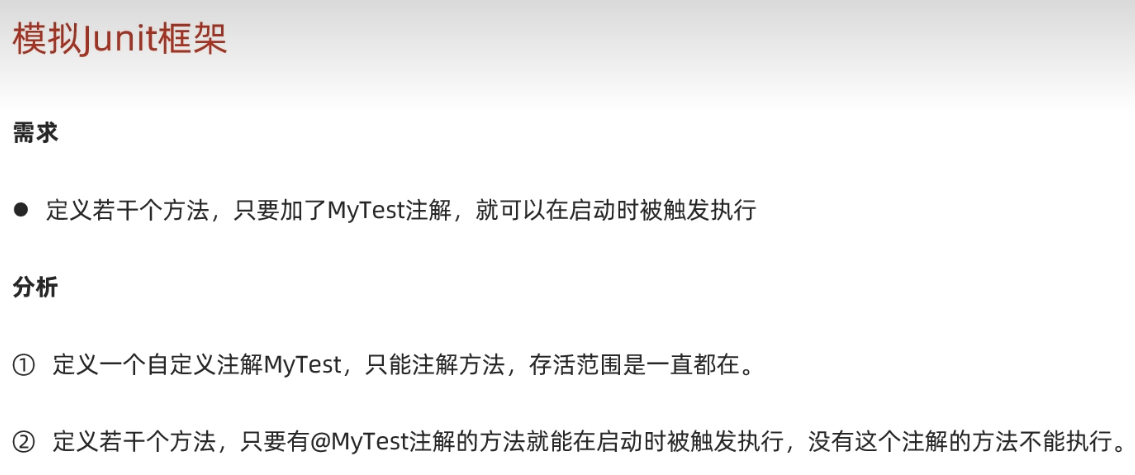 模拟Junit框架
需求
● 定义若干个方法，只要加了MyTest注解，就可以在启动时被触发执行
分析
① 定义一个自定义注解MyTest，只能注解方法，存活范围是一直都在。
② 定义若干个方法，只要有@MyTest注解的方法就能在启动时被触发执行，没有这个注解的方法不能执行。